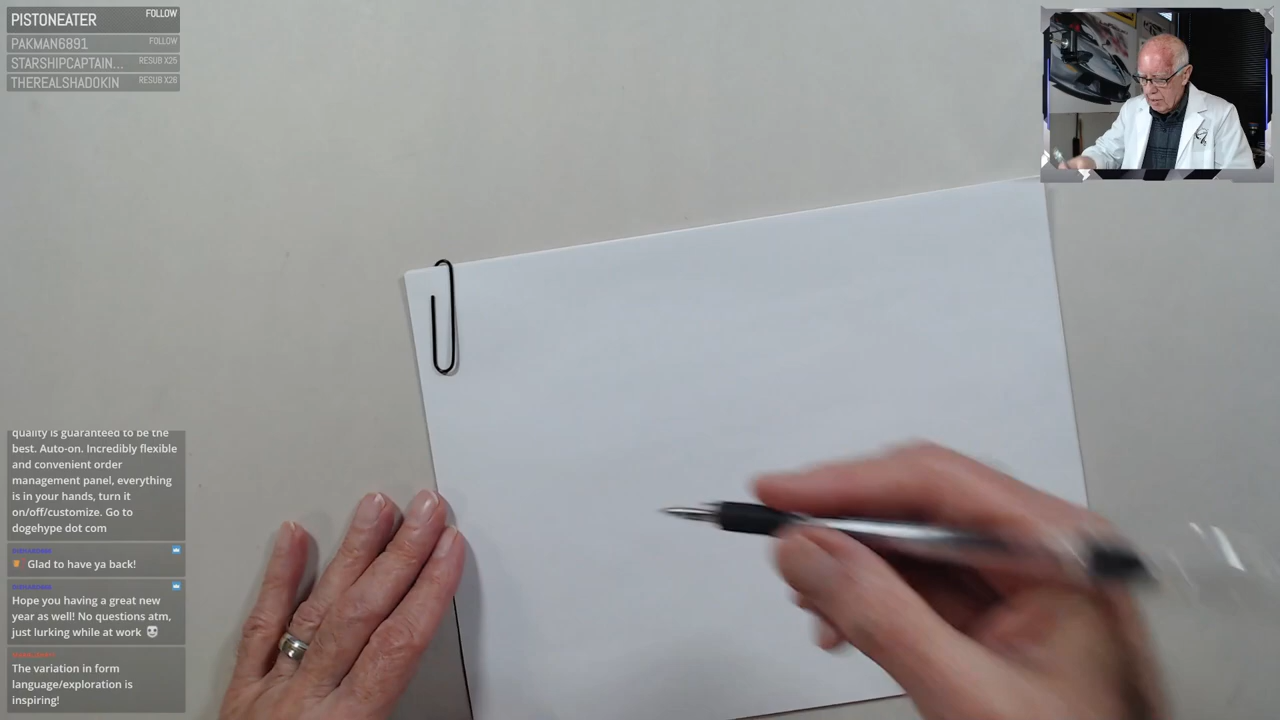 PISTONEATER FOLLOW
PAKMAN6891 FOLLOW
STARSHIPCAPTAIN... RESUB X25
THEREALSHADOKIN RESUB X26
quality is guaranteed to be the
best. Auto-on. Incredibly flexible
and convenient order
management panel, everything
is in your hands, turn it
on/off/customize. Go to
dogehype dot com
Glad to have ya back!
Hope you having a great new
year as well! No questions atm,
just lurking while at work
The variation in form
language/exploration is
inspiring!